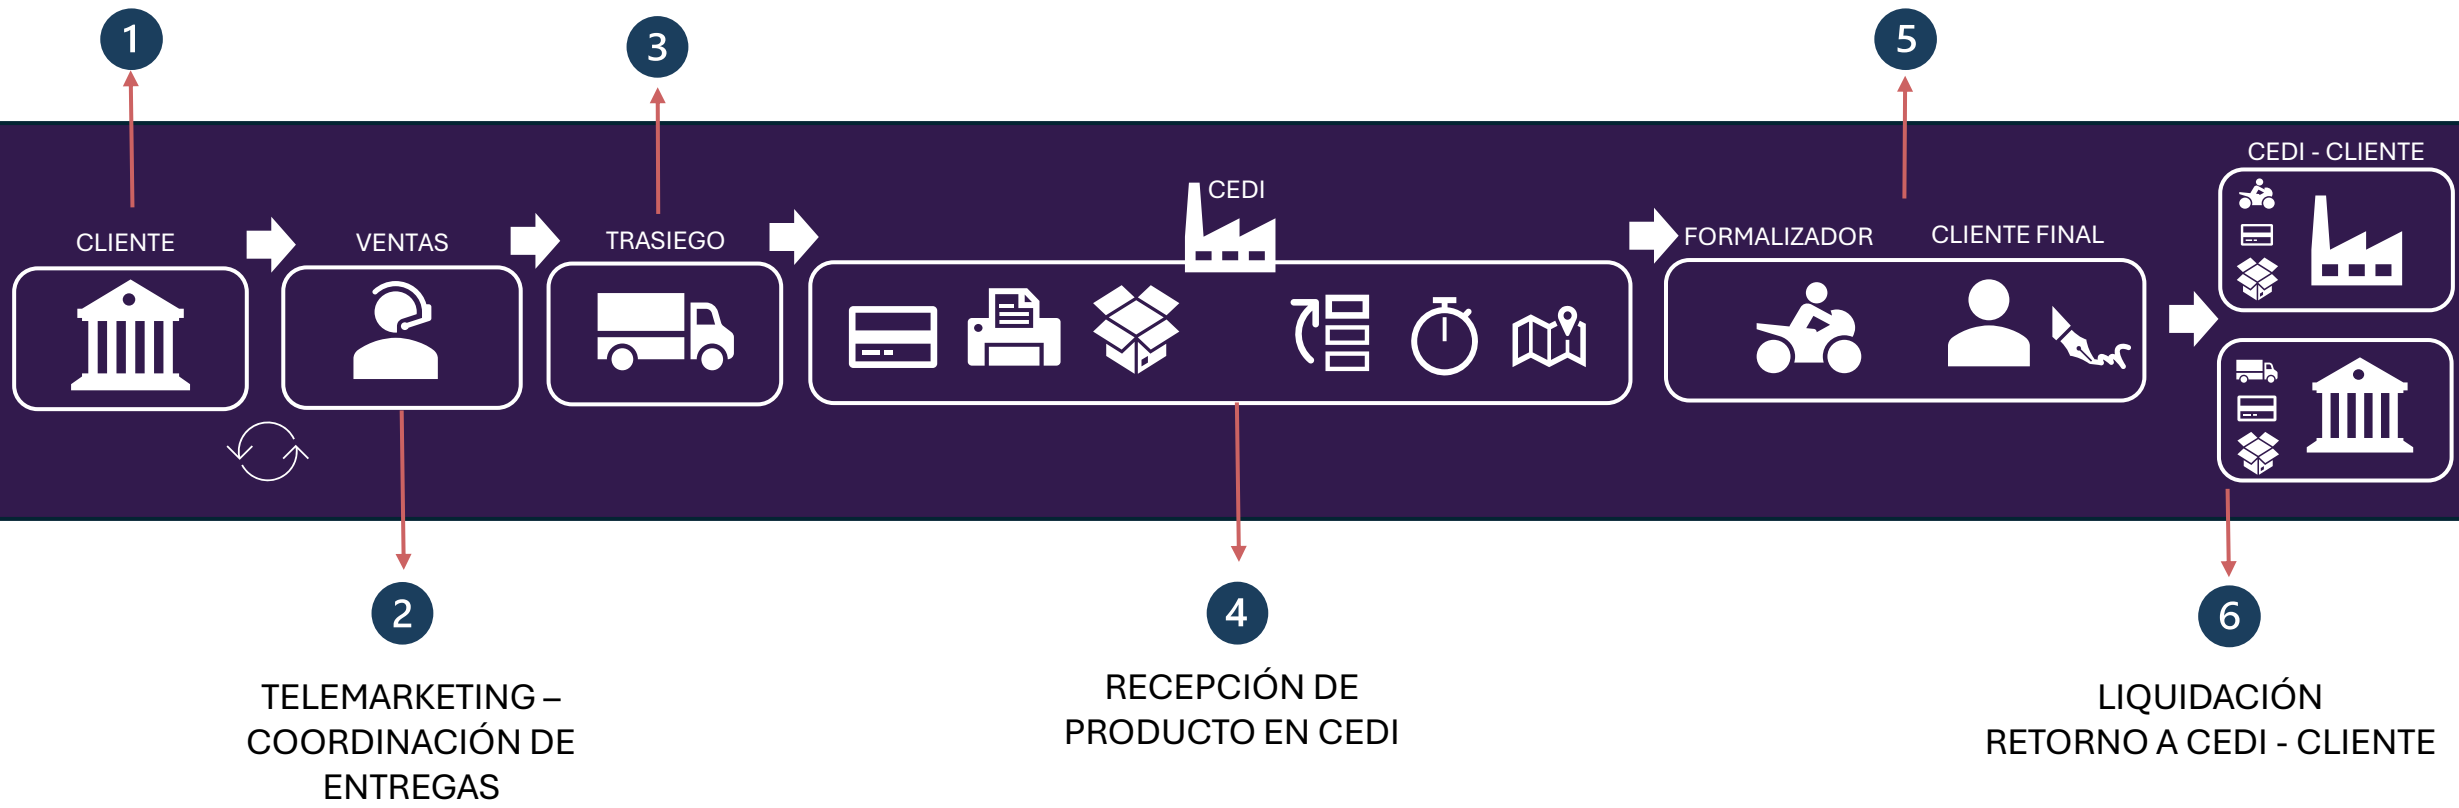 1
3
5
CEDI - CLIENTE
CEDI
CLIENTE
VENTAS
TRASIEGO
FORMALIZADOR
CLIENTE FINAL
2
4
6
TELEMARKETING –
COORDINACIÓN DE
ENTREGAS
RECEPCIÓN DE
PRODUCTO EN CEDI
LIQUIDACIÓN
RETORNO A CEDI - CLIENTE